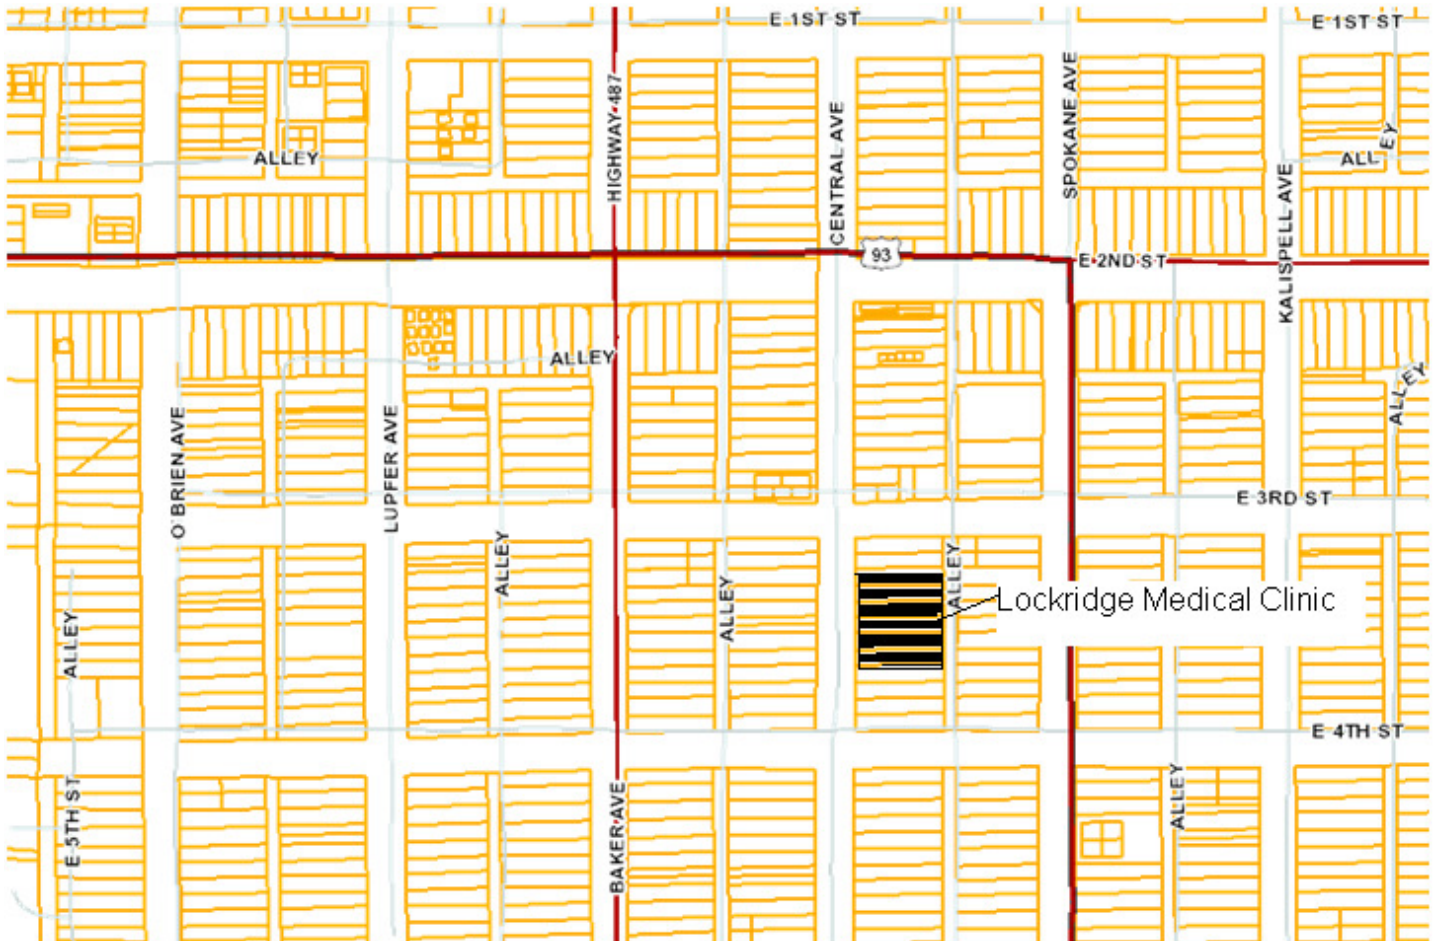 E 1ST ST
E 1ST ST
HIGHWAY 487
CENTRAL AVE
SPOKANE AVE
ALLEY
ALLEY
KALISPELL AVE
93
E 2ND ST
ALLEY
ALLEY
O'BRIEN AVE
LUPFER AVE
E 3RD ST
ALLEY
ALLEY
ALLEY
ALLEY
Lockridge Medical Clinic
E 4TH ST
E 5TH ST
BAKER AVE
ALLEY